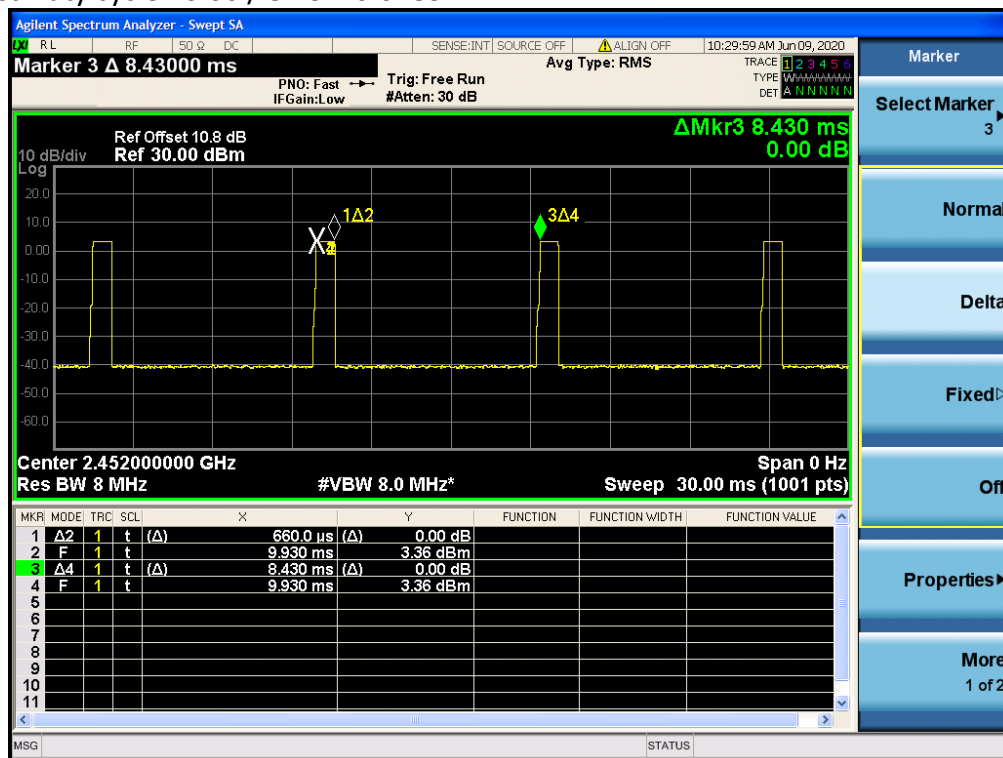 Agilent Spectrum Analyzer - Swept SA
LXI RL RF 50 Ω DC SENSE:INT SOURCE OFF ALIGN OFF 10:29:59 AM Jun 09, 2020
Marker 3 Δ 8.43000 ms
PNO: Fast
IFGain:Low
Trig: Free Run
#Atten: 30 dB
Avg Type: RMS
TRACE 1 2 3 4 5 6
TYPE
DET A N N N N N
Marker
Select Marker
3
Normal
Delta
Fixed
Off
Properties
More
1 of 2
ΔMkr3 8.430 ms
0.00 dB
Ref Offset 10.8 dB
10 dB/div Ref 30.00 dBm
Log
20.0
10.0
0.00
-10.0
-20.0
-30.0
-40.0
-50.0
-60.0
1Δ2
3Δ4
X
Center 2.452000000 GHz Span 0 Hz
Res BW 8 MHz #VBW 8.0 MHz* Sweep 30.00 ms (1001 pts)
MKR MODE TRC SCL X Y FUNCTION FUNCTION WIDTH FUNCTION VALUE
1 Δ2 1 t (Δ) 660.0 µs (Δ) 0.00 dB
2 F 1 t 9.930 ms 3.36 dBm
3 Δ4 1 t (Δ) 8.430 ms (Δ) 0.00 dB
4 F 1 t 9.930 ms 3.36 dBm
5
6
7
8
9
10
11
MSG STATUS